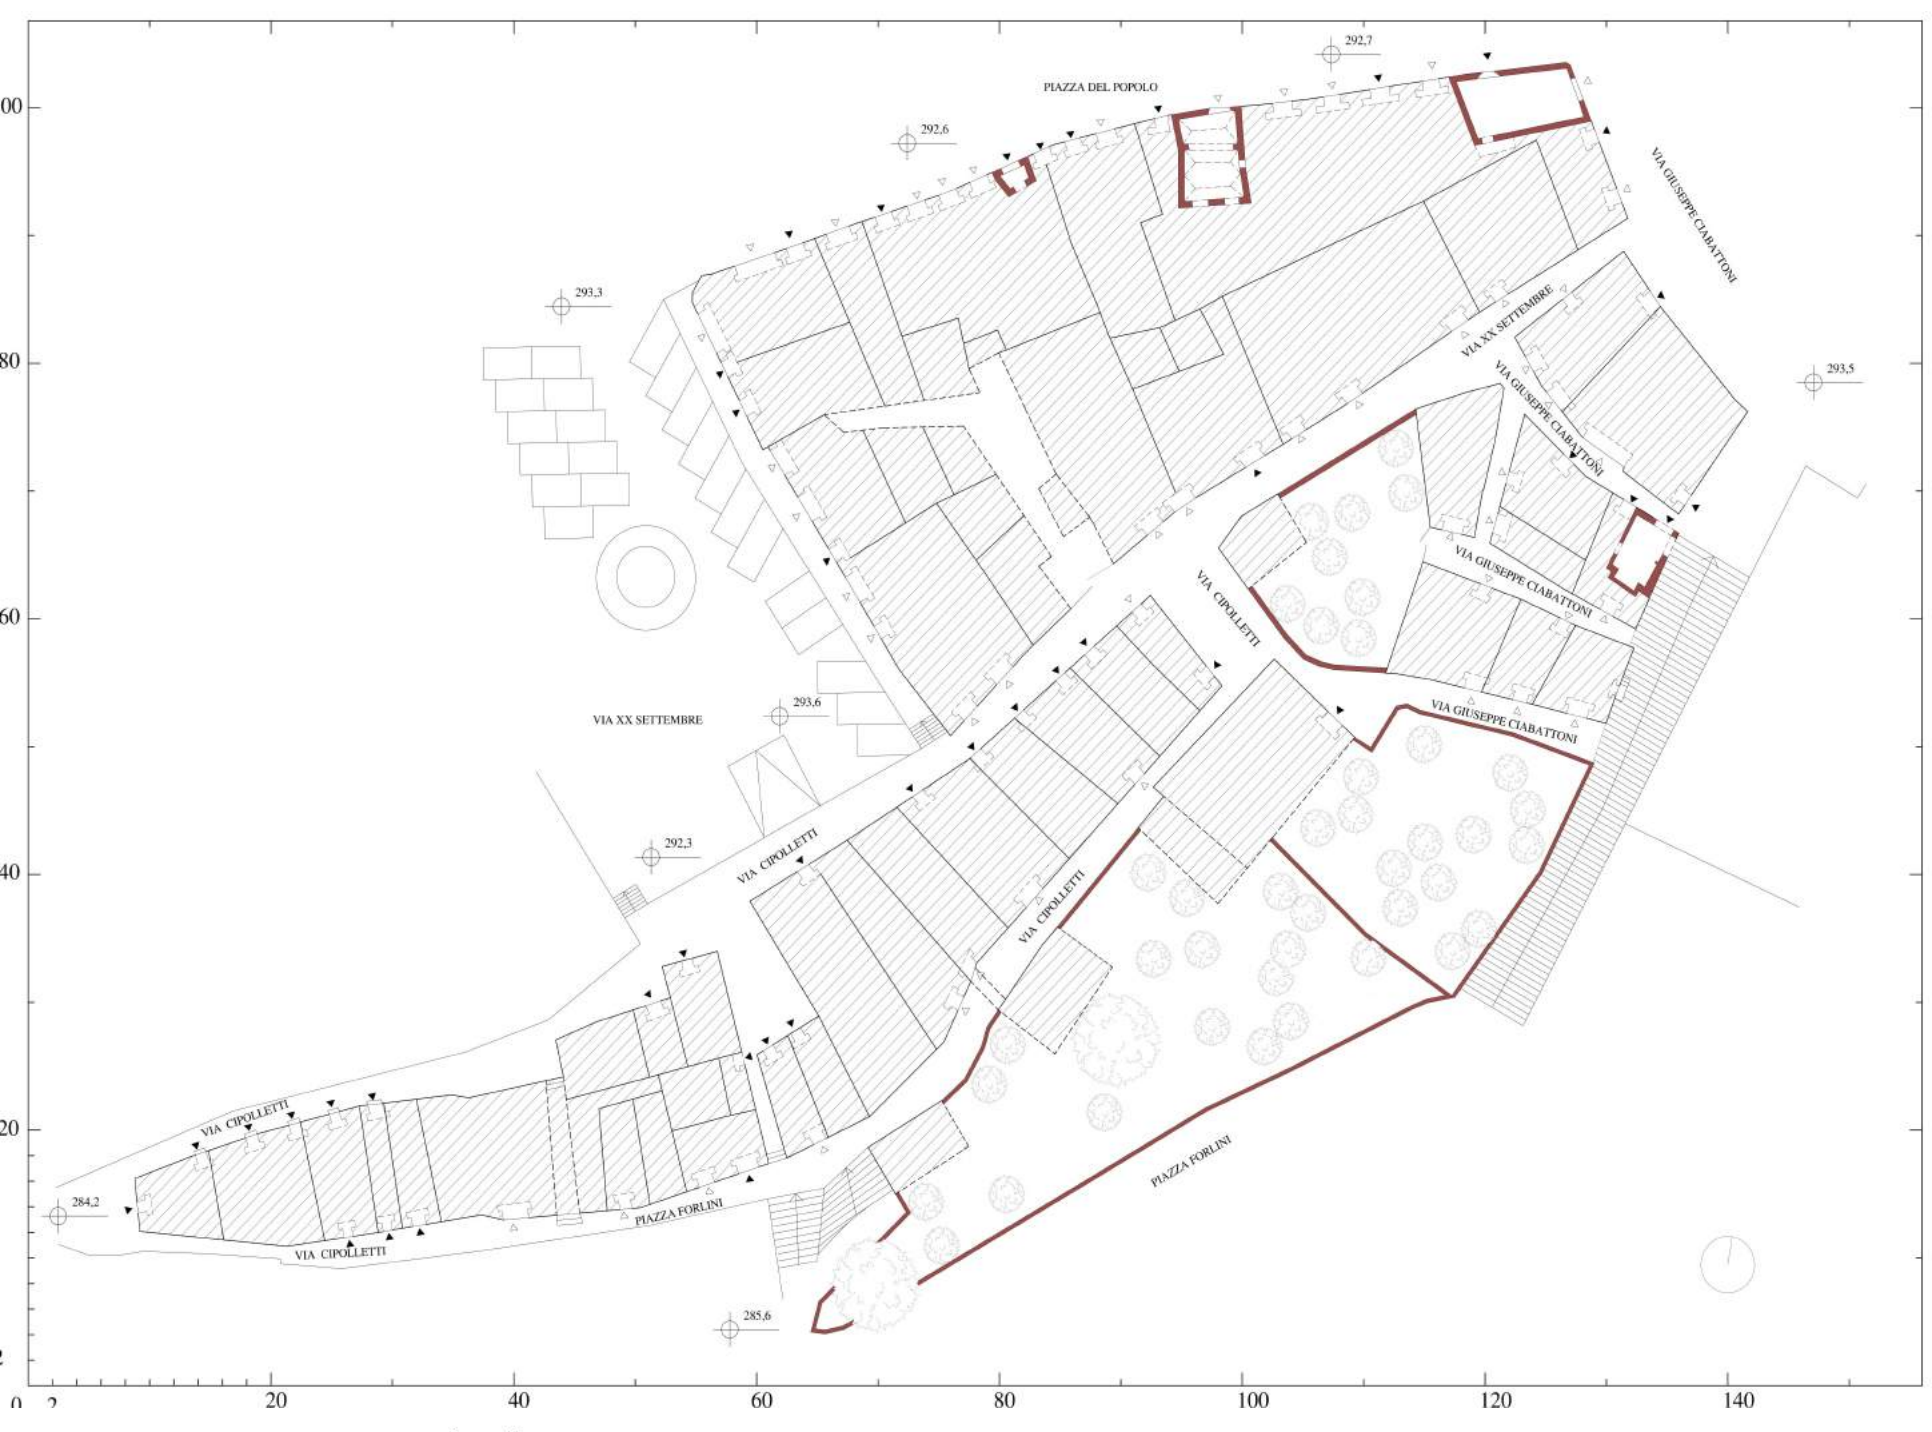 292,7
PIAZZA DEL POPOLO
00
292,6
VIA GIUSEPPE CIABATTONI
293,3
VIA XX SETTEMBRE
80
293,5
VIA GIUSEPPE CIABATTONI
VIA GIUSEPPE CIABATTONI
VIA CIPOLLETTI
60
293,6
VIA XX SETTEMBRE
VIA GIUSEPPE CIABATTONI
292,3
VIA CIPOLLETTI
40
VIA CIPOLLETTI
VIA CIPOLLETTI
20
PIAZZA FORLINI
284,2
PIAZZA FORLINI
VIA CIPOLLETTI
285,6
2
0 2 20 40 60 80 100 120 140